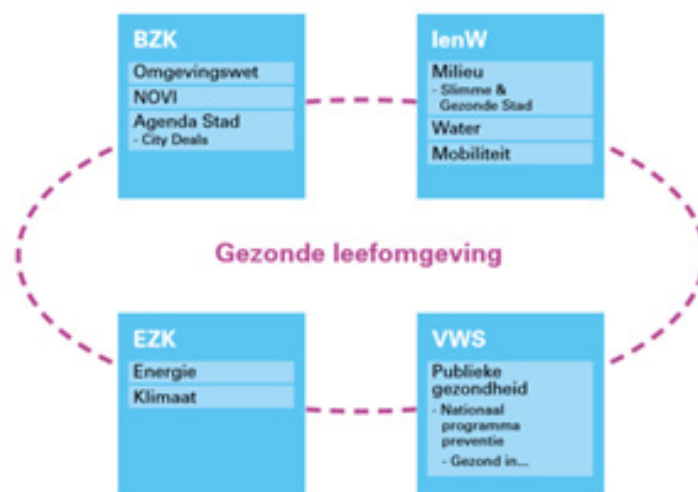 BZK
Omgevingswet
NOVI
Agenda Stad
- City Deals
IenW
Milieu
- Slimme &
Gezonde Stad
Water
Mobiliteit
Gezonde leefomgeving
EZK
Energie
Klimaat
VWS
Publieke
gezondheid
- Nationaal
programma
preventie
- Gezond in...